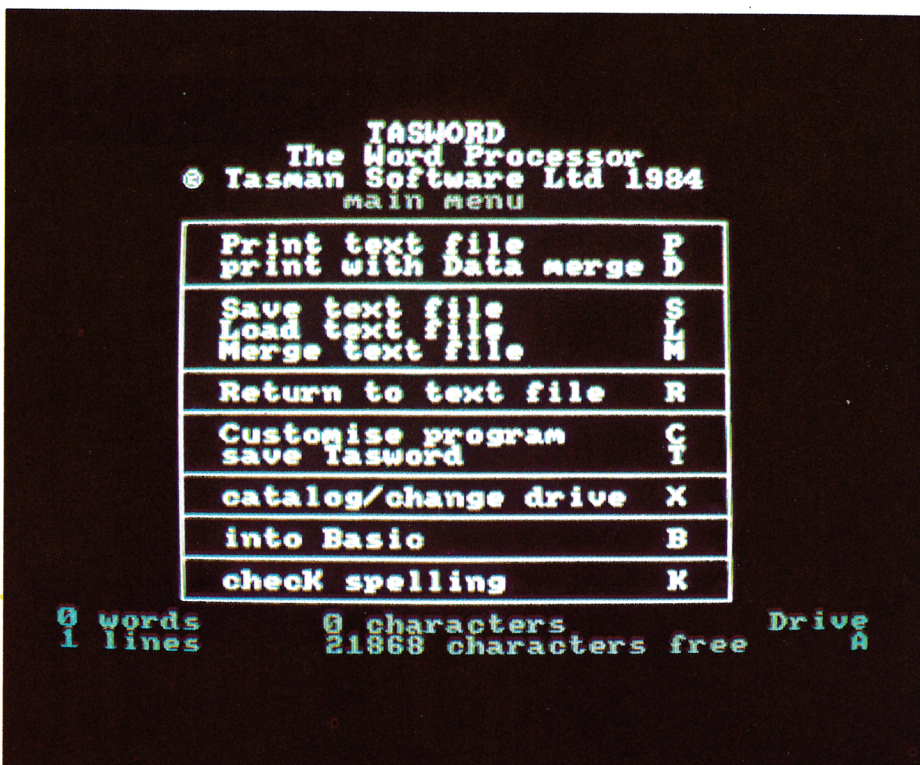 TASWORD
The Word Processor
© Tasman Software Ltd 1984
main menu
Print text file P
print with Data merge D
Save text file S
Load text file L
Merge text file M
Return to text file R
Customise program C
save Tasword T
catalog/change drive X
into Basic B
checK spelling K
0 words 0 characters Drive
1 lines 21868 characters free A